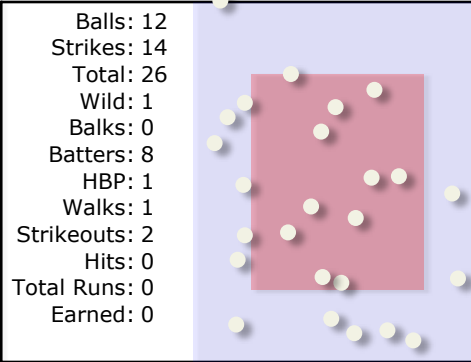 Balls: 12
Strikes: 14
Total: 26
Wild: 1
Balks: 0
Batters: 8
HBP: 1
Walks: 1
Strikeouts: 2
Hits: 0
Total Runs: 0
Earned: 0